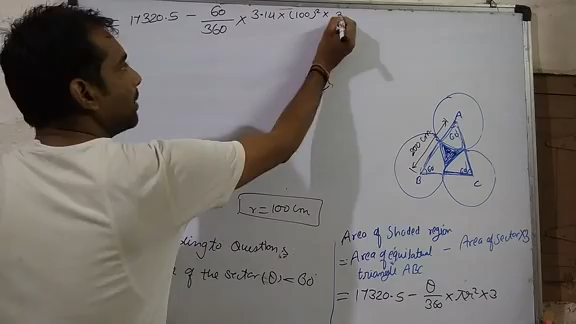 = 17320.5 - 60/360 × 3.14 × (100)² × 3
A
60
200 cm
B 60 60 C
r = 100 cm
ding to Question,
of the sector (θ) = 60°
Area of Shaded region
= Area of equilateral triangle ABC - Area of sector × 3
= 17320.5 - θ/360 × πr² × 3